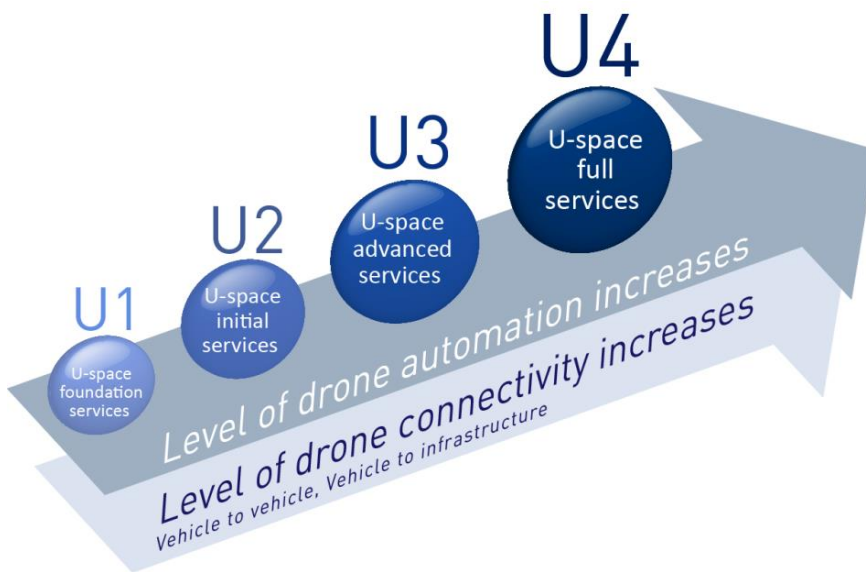 U4
U-space
full
services
U3
U-space
advanced
services
U2
U-space
initial
services
U1
U-space
foundation
services
Level of drone automation increases
Level of drone connectivity increases
Vehicle to vehicle, Vehicle to infrastructure